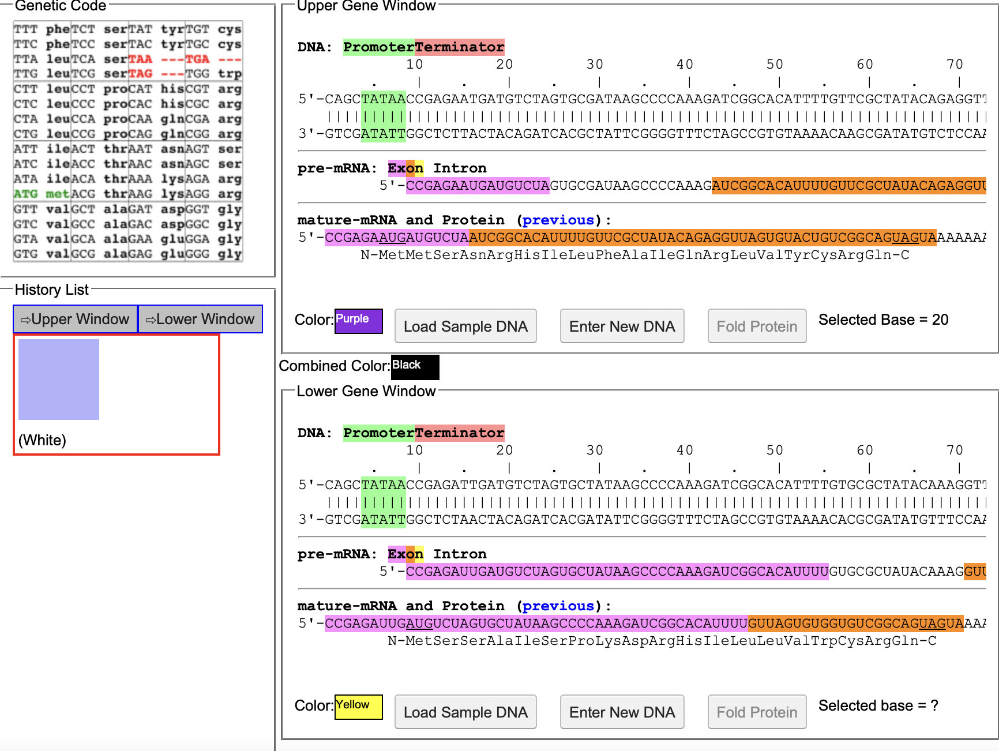 Genetic Code
TTT phe TCT ser TAT tyr TGT cys
TTC phe TCC ser TAC tyr TGC cys
TTA leu TCA ser TAA --- TGA ---
TTG leu TCG ser TAG --- TGG trp
CTT leu CCT pro CAT his CGT arg
CTC leu CCC pro CAC his CGC arg
CTA leu CCA pro CAA gln CGA arg
CTG leu CCG pro CAG gln CGG arg
ATT ile ACT thr AAT asn AGT ser
ATC ile ACC thr AAC asn AGC ser
ATA ile ACA thr AAA lys AGA arg
ATG met ACG thr AAG lys AGG arg
GTT val GCT ala GAT asp GGT gly
GTC val GCC ala GAC asp GGC gly
GTA val GCA ala GAA glu GGA gly
GTG val GCG ala GAG glu GGG gly
History List
⇨Upper Window ⇨Lower Window
(White)
Upper Gene Window
DNA: PromoterTerminator
10 20 30 40 50 60 70
. | . | . | . | . | . | . |
5'-CAGCTATAACCGAGAATGATGTCTAGTGCGATAAGCCCCAAAGATCGGCACATTTTGTTCGCTATACAGAGGTT
|||||||||||||||||||||||||||||||||||||||||||||||||||||||||||||||||||||||||
3'-GTCGATATTGGCTCTTACTACAGATCACGCTATTCGGGGTTTCTAGCCGTGTAAAACAAGCGATATGTCTCCAA
pre-mRNA: Exon Intron
5'-CCGAGAAUGAUGUCUAGUGCGAUAAGCCCCAAAGAUCGGCACAUUUUGUUCGCUAUACAGAGGUU
mature-mRNA and Protein (previous):
5'-CCGAGAAUGAUGUCUAAUCGGCACAUUUUGUUCGCUAUACAGAGGUUAGUGUACUGUCGGCAGUAGUAAAAAAA
N-MetMetSerAsnArgHisIleLeuPheAlaIleGlnArgLeuValTyrCysArgGln-C
Color: Purple Load Sample DNA Enter New DNA Fold Protein Selected Base = 20
Combined Color: Black
Lower Gene Window
DNA: PromoterTerminator
10 20 30 40 50 60 70
. | . | . | . | . | . | . |
5'-CAGCTATAACCGAGATTGATGTCTAGTGCTATAAGCCCCAAAGATCGGCACATTTTGTGCGCTATACAAAGGTT
|||||||||||||||||||||||||||||||||||||||||||||||||||||||||||||||||||||||||
3'-GTCGATATTGGCTCTAACTACAGATCACGATATTCGGGGTTTCTAGCCGTGTAAAACACGCGATATGTTTCCAA
pre-mRNA: Exon Intron
5'-CCGAGAUUGAUGUCUAGUGCUAUAAGCCCCAAAGAUCGGCACAUUUUGUGCGCUAUACAAAGGUU
mature-mRNA and Protein (previous):
5'-CCGAGAUUGAUGUCUAGUGCUAUAAGCCCCAAAGAUCGGCACAUUUUGUUAGUGUGGUGUCGGCAGUAGUAAAA
N-MetSerSerAlaIleSerProLysAspArgHisIleLeuLeuValTrpCysArgGln-C
Color: Yellow Load Sample DNA Enter New DNA Fold Protein Selected base = ?